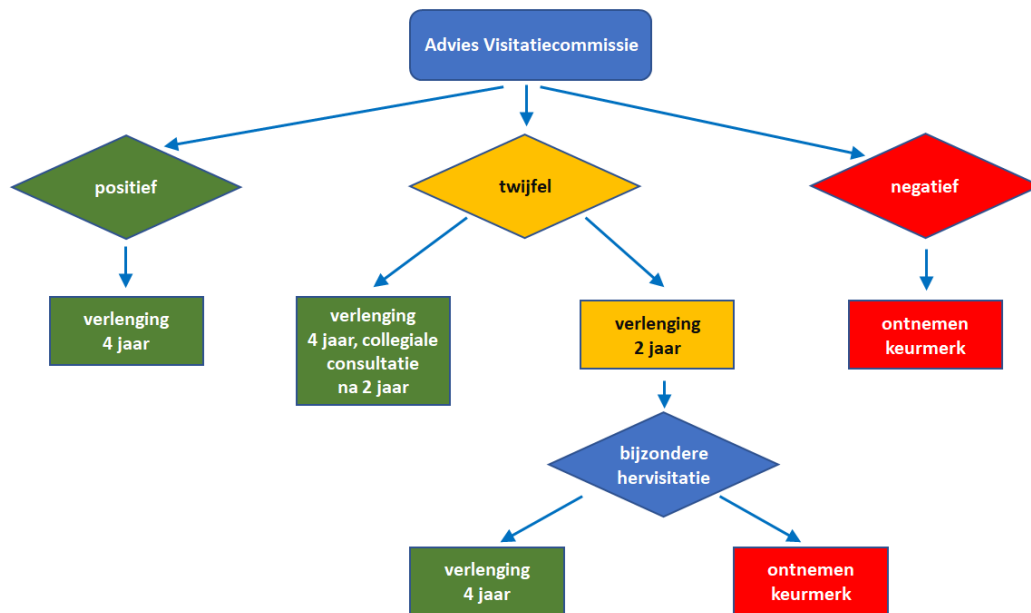 Advies Visitatiecommissie
positief
twijfel
negatief
verlenging
4 jaar
verlenging
4 jaar, collegiale
consultatie
na 2 jaar
verlenging
2 jaar
ontnemen
keurmerk
bijzondere
hervisitatie
verlenging
4 jaar
ontnemen
keurmerk